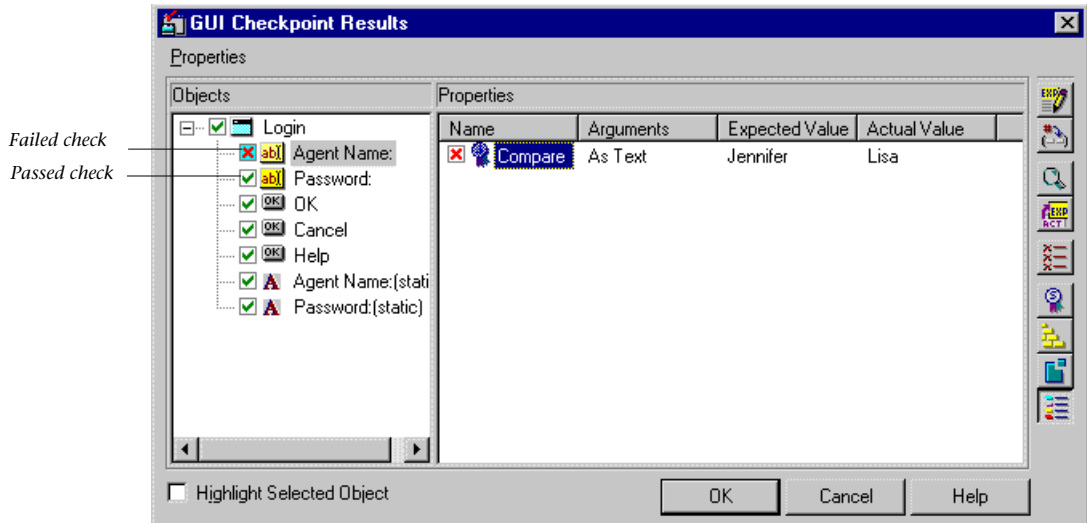 GUI Checkpoint Results
Properties
Objects
Properties
Failed check
Passed check
Login
Agent Name:
Password:
OK
Cancel
Help
Agent Name:(stati
Password:(static)
Name Arguments Expected Value Actual Value
Compare As Text Jennifer Lisa
Highlight Selected Object
OK Cancel Help